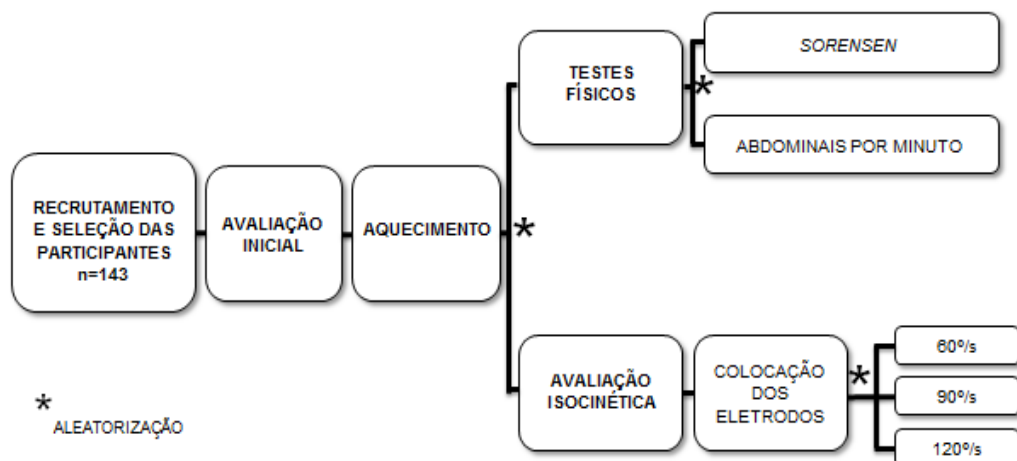 RECRUTAMENTO
E SELEÇÃO DAS
PARTICIPANTES
n=143
AVALIAÇÃO
INICIAL
AQUECIMENTO
*
TESTES
FÍSICOS
*
SORENSEN
ABDOMINAIS POR MINUTO
AVALIAÇÃO
ISOCINÉTICA
COLOCAÇÃO
DOS
ELETRODOS
*
60º/s
90º/s
120º/s
*
ALEATORIZAÇÃO